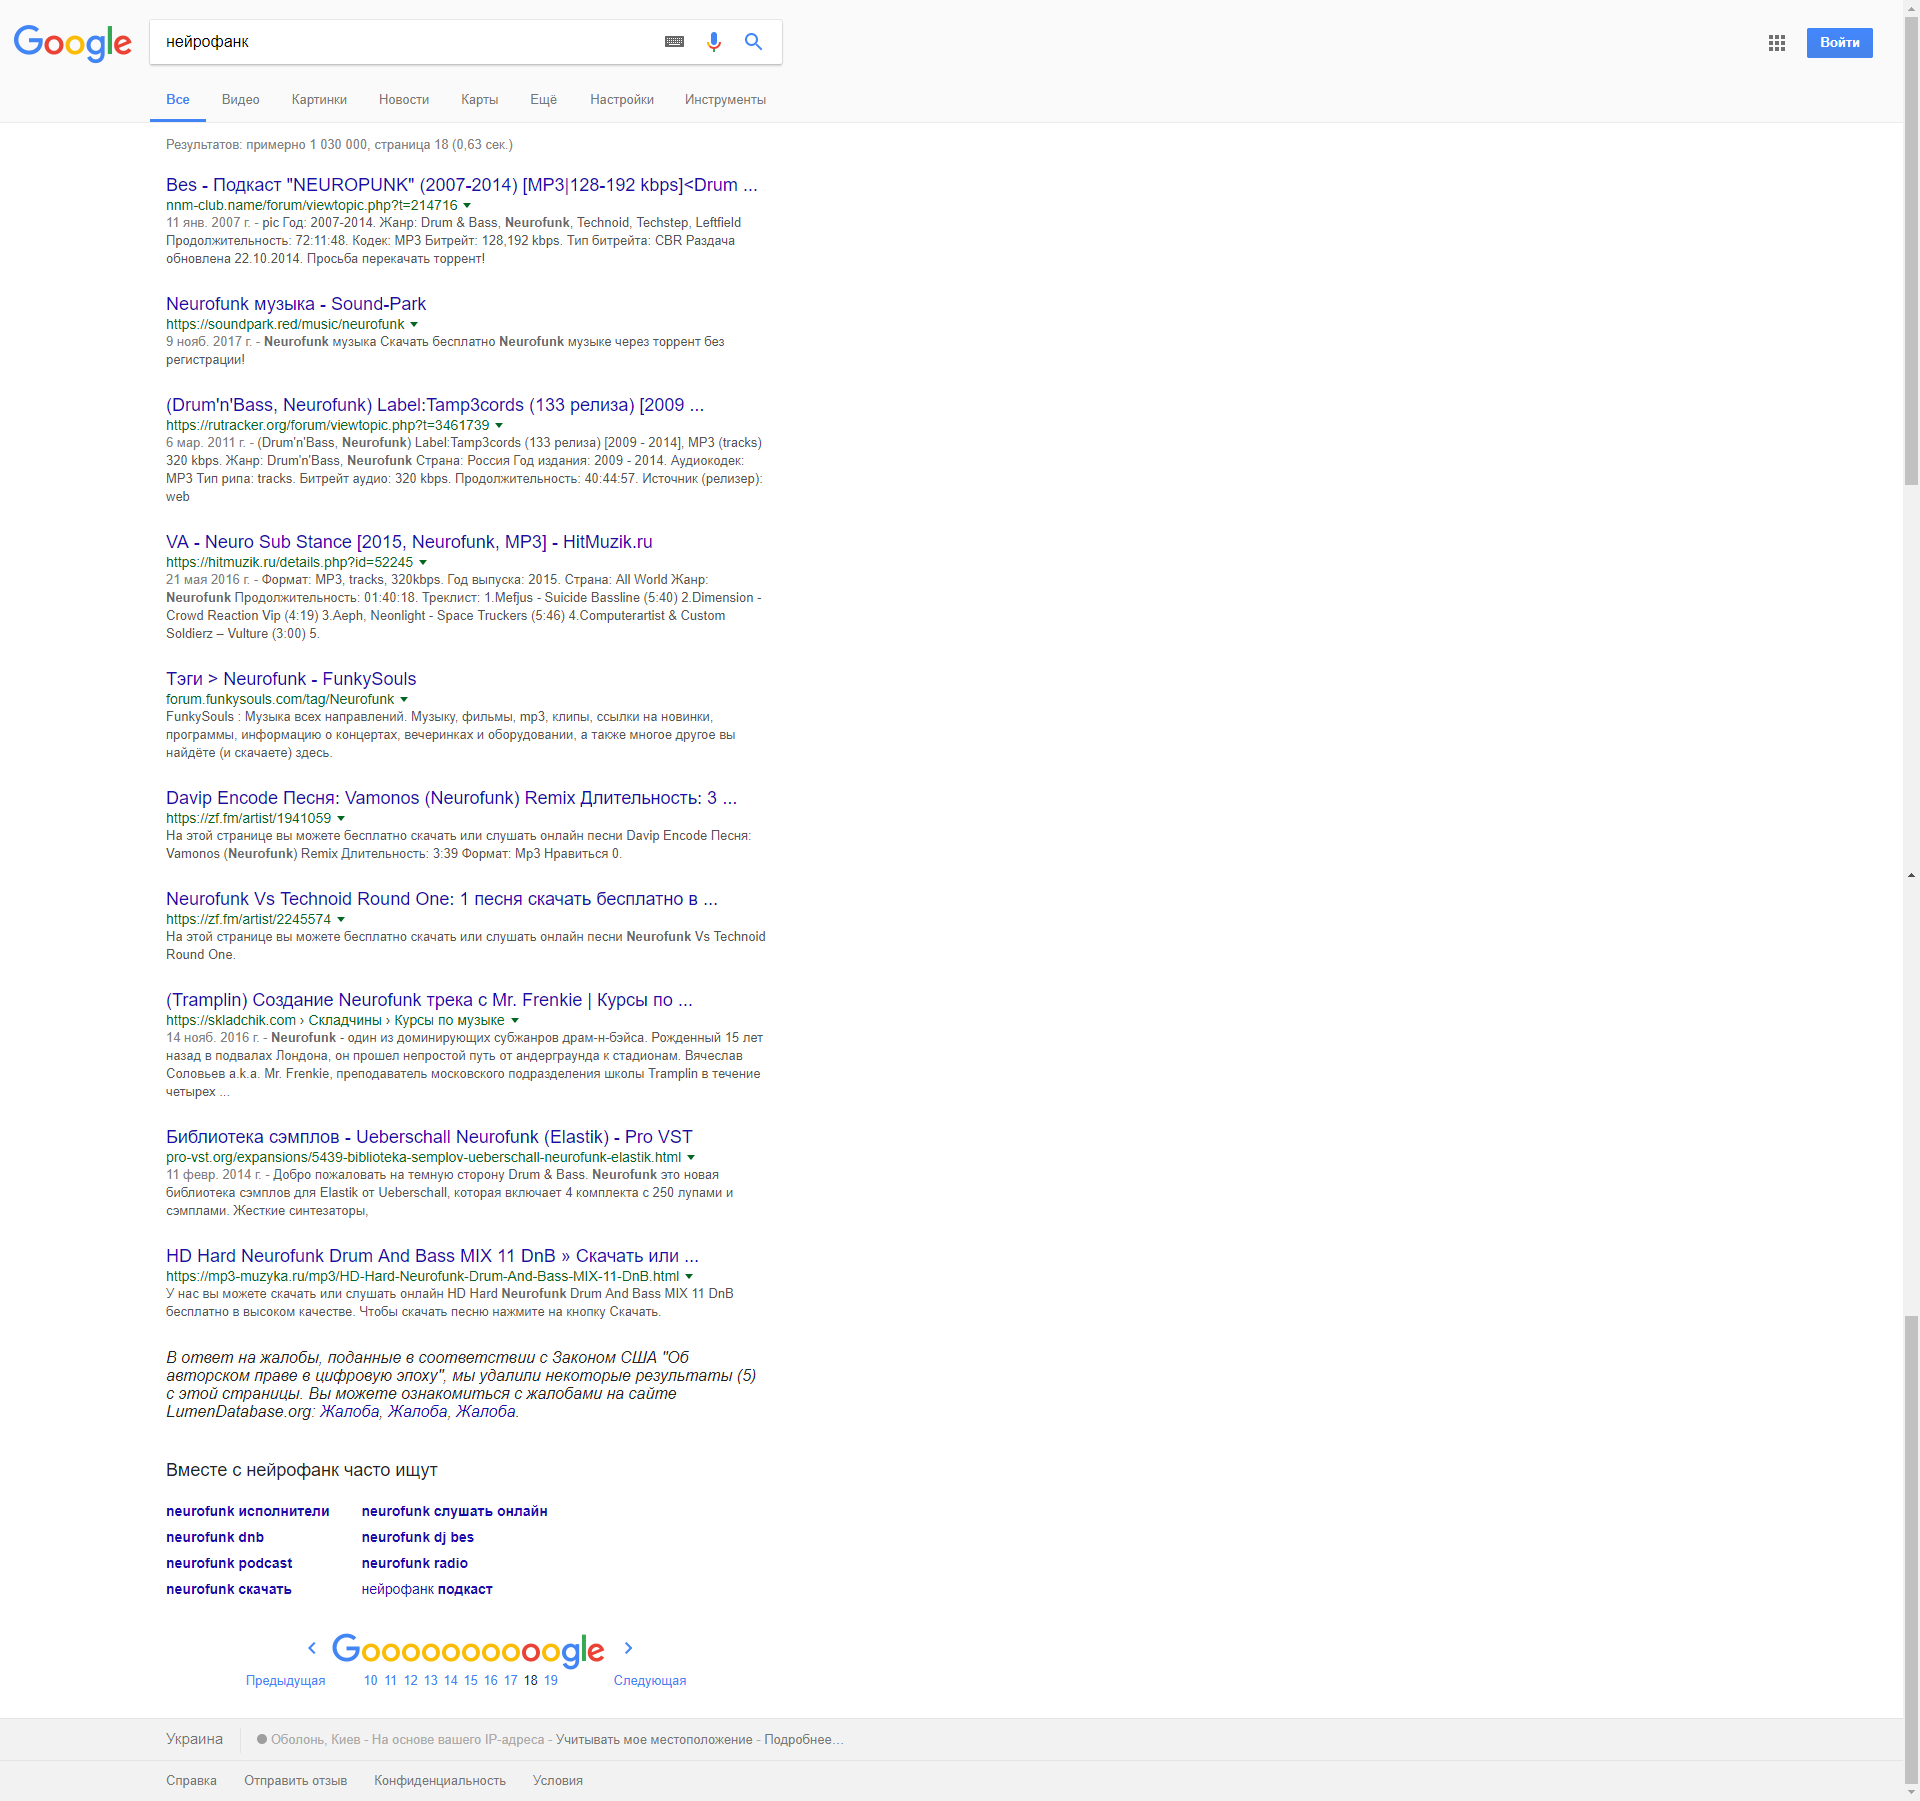 Google
нейрофанк
Войти
Все Видео Картинки Новости Карты Ещё Настройки Инструменты
Результатов: примерно 1 030 000, страница 18 (0,63 сек.)
Bes - Подкаст "NEUROPUNK" (2007-2014) [MP3|128-192 kbps]<Drum ...
nnm-club.name/forum/viewtopic.php?t=214716
11 янв. 2007 г. - pic Год: 2007-2014. Жанр: Drum & Bass, Neurofunk, Technoid, Techstep, Leftfield
Продолжительность: 72:11:48. Кодек: MP3 Битрейт: 128,192 kbps. Тип битрейта: CBR Раздача
обновлена 22.10.2014. Просьба перекачать торрент!
Neurofunk музыка - Sound-Park
https://soundpark.red/music/neurofunk
9 нояб. 2017 г. - Neurofunk музыка Скачать бесплатно Neurofunk музыке через торрент без
регистрации!
(Drum'n'Bass, Neurofunk) Label:Tamp3cords (133 релиза) [2009 ...
https://rutracker.org/forum/viewtopic.php?t=3461739
6 мар. 2011 г. - (Drum'n'Bass, Neurofunk) Label:Tamp3cords (133 релиза) [2009 - 2014], MP3 (tracks)
320 kbps. Жанр: Drum'n'Bass, Neurofunk Страна: Россия Год издания: 2009 - 2014. Аудиокодек:
MP3 Тип рипа: tracks. Битрейт аудио: 320 kbps. Продолжительность: 40:44:57. Источник (релизер):
web
VA - Neuro Sub Stance [2015, Neurofunk, MP3] - HitMuzik.ru
https://hitmuzik.ru/details.php?id=52245
21 мая 2016 г. - Формат: MP3, tracks, 320kbps. Год выпуска: 2015. Страна: All World Жанр:
Neurofunk Продолжительность: 01:40:18. Треклист: 1.Mefjus - Suicide Bassline (5:40) 2.Dimension -
Crowd Reaction Vip (4:19) 3.Aeph, Neonlight - Space Truckers (5:46) 4.Computerartist & Custom
Soldierz – Vulture (3:00) 5.
Тэги > Neurofunk - FunkySouls
forum.funkysouls.com/tag/Neurofunk
FunkySouls : Музыка всех направлений. Музыку, фильмы, mp3, клипы, ссылки на новинки,
программы, информацию о концертах, вечеринках и оборудовании, а также многое другое вы
найдёте (и скачаете) здесь.
Davip Encode Песня: Vamonos (Neurofunk) Remix Длительность: 3 ...
https://zf.fm/artist/1941059
На этой странице вы можете бесплатно скачать или слушать онлайн песни Davip Encode Песня:
Vamonos (Neurofunk) Remix Длительность: 3:39 Формат: Mp3 Нравиться 0.
Neurofunk Vs Technoid Round One: 1 песня скачать бесплатно в ...
https://zf.fm/artist/2245574
На этой странице вы можете бесплатно скачать или слушать онлайн песни Neurofunk Vs Technoid
Round One.
(Tramplin) Создание Neurofunk трека с Mr. Frenkie | Курсы по ...
https://skladchik.com › Складчины › Курсы по музыке
14 нояб. 2016 г. - Neurofunk - один из доминирующих субжанров драм-н-бэйса. Рожденный 15 лет
назад в подвалах Лондона, он прошел непростой путь от андерграунда к стадионам. Вячеслав
Соловьев a.k.a. Mr. Frenkie, преподаватель московского подразделения школы Tramplin в течение
четырех ...
Библиотека сэмплов - Ueberschall Neurofunk (Elastik) - Pro VST
pro-vst.org/expansions/5439-biblioteka-semplov-ueberschall-neurofunk-elastik.html
11 февр. 2014 г. - Добро пожаловать на темную сторону Drum & Bass. Neurofunk это новая
библиотека сэмплов для Elastik от Ueberschall, которая включает 4 комплекта с 250 лупами и
сэмплами. Жесткие синтезаторы,
HD Hard Neurofunk Drum And Bass MIX 11 DnB » Скачать или ...
https://mp3-muzyka.ru/mp3/HD-Hard-Neurofunk-Drum-And-Bass-MIX-11-DnB.html
У нас вы можете скачать или слушать онлайн HD Hard Neurofunk Drum And Bass MIX 11 DnB
бесплатно в высоком качестве. Чтобы скачать песню нажмите на кнопку Скачать.
В ответ на жалобы, поданные в соответствии с Законом США "Об
авторском праве в цифровую эпоху", мы удалили некоторые результаты (5)
с этой страницы. Вы можете ознакомиться с жалобами на сайте
LumenDatabase.org: Жалоба, Жалоба, Жалоба.
Вместе с нейрофанк часто ищут
neurofunk исполнители neurofunk слушать онлайн
neurofunk dnb neurofunk dj bes
neurofunk podcast neurofunk radio
neurofunk скачать нейрофанк подкаст
Goooooooooogle
Предыдущая 10 11 12 13 14 15 16 17 18 19 Следующая
Украина Оболонь, Киев - На основе вашего IP-адреса - Учитывать мое местоположение - Подробнее…
Справка Отправить отзыв Конфиденциальность Условия